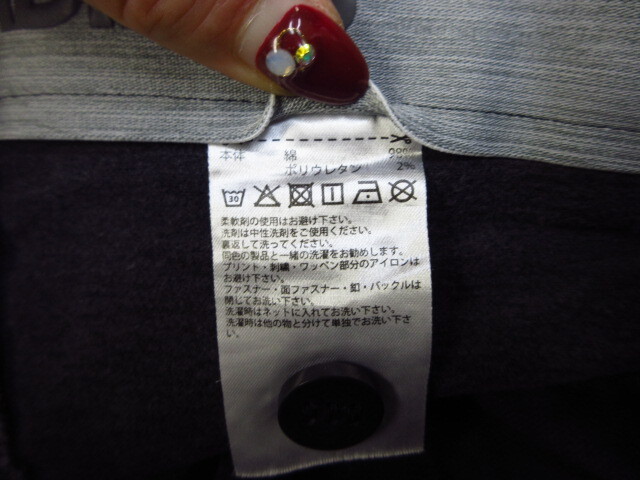 本体 綿 98%
ポリウレタン 2%
30
柔軟剤の使用はお避け下さい。
洗剤は中性洗剤をご使用ください。
裏返して洗ってください。
同色の製品と一緒の洗濯をお勧めします。
プリント・刺繍・ワッペン部分のアイロンは
お避け下さい。
ファスナー・面ファスナー・釦・バックルは
閉じてお洗い下さい。
洗濯時はネットに入れてお洗い下さい。
洗濯時は他の物と分けて単独でお洗い下さ
い。